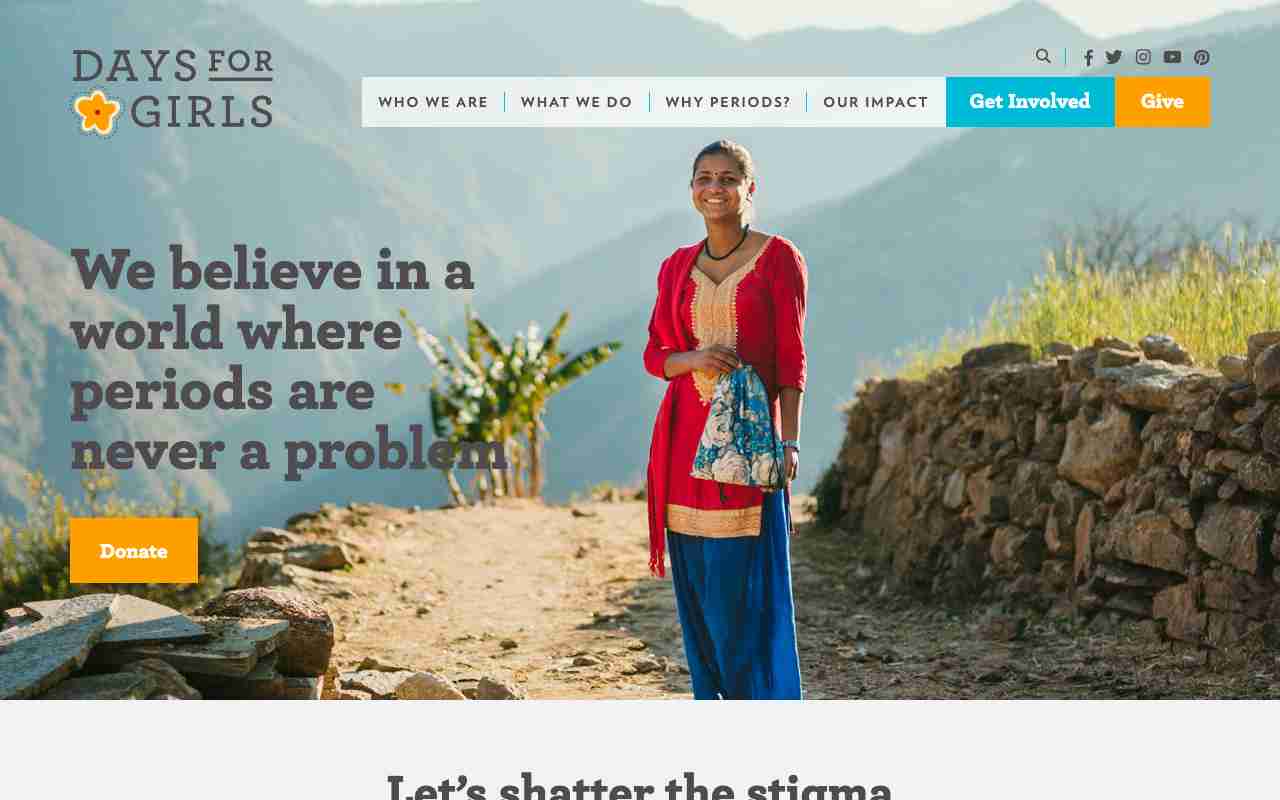 DAYS FOR
GIRLS
WHO WE ARE
WHAT WE DO
WHY PERIODS?
OUR IMPACT
Get Involved
Give
We believe in a
world where
periods are
never a problem
Donate
Let's shatter the stigma